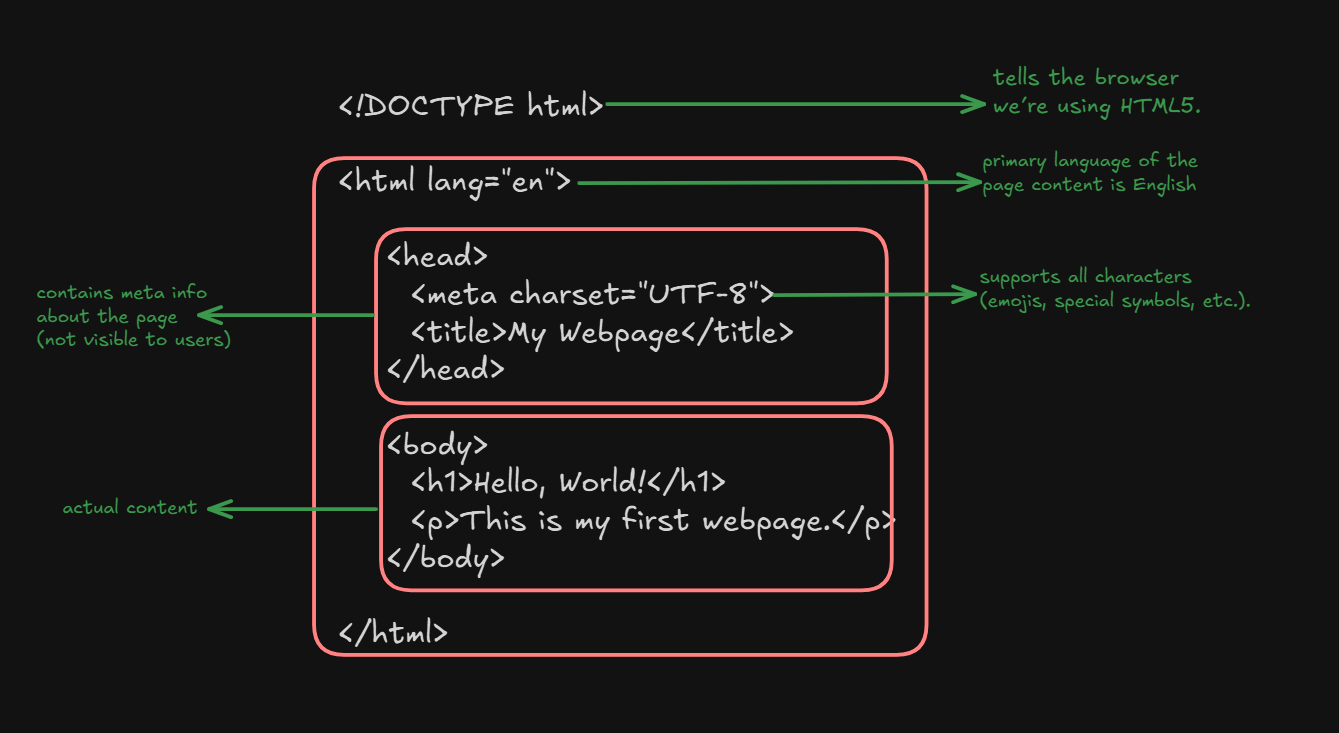 <!DOCTYPE html>
tells the browser
we're using HTML5.
<html lang="en">
primary language of the
page content is English
<head>
<meta charset="UTF-8">
<title>My Webpage</title>
</head>
supports all characters
(emojis, special symbols, etc.).
contains meta info
about the page
(not visible to users)
<body>
<h1>Hello, World!</h1>
<p>This is my first webpage.</p>
</body>
actual content
</html>